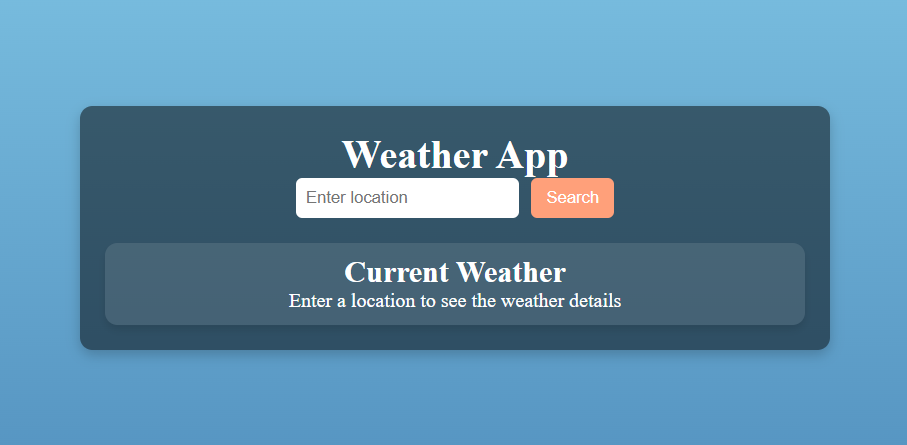 Weather App
Enter location Search
Current Weather
Enter a location to see the weather details